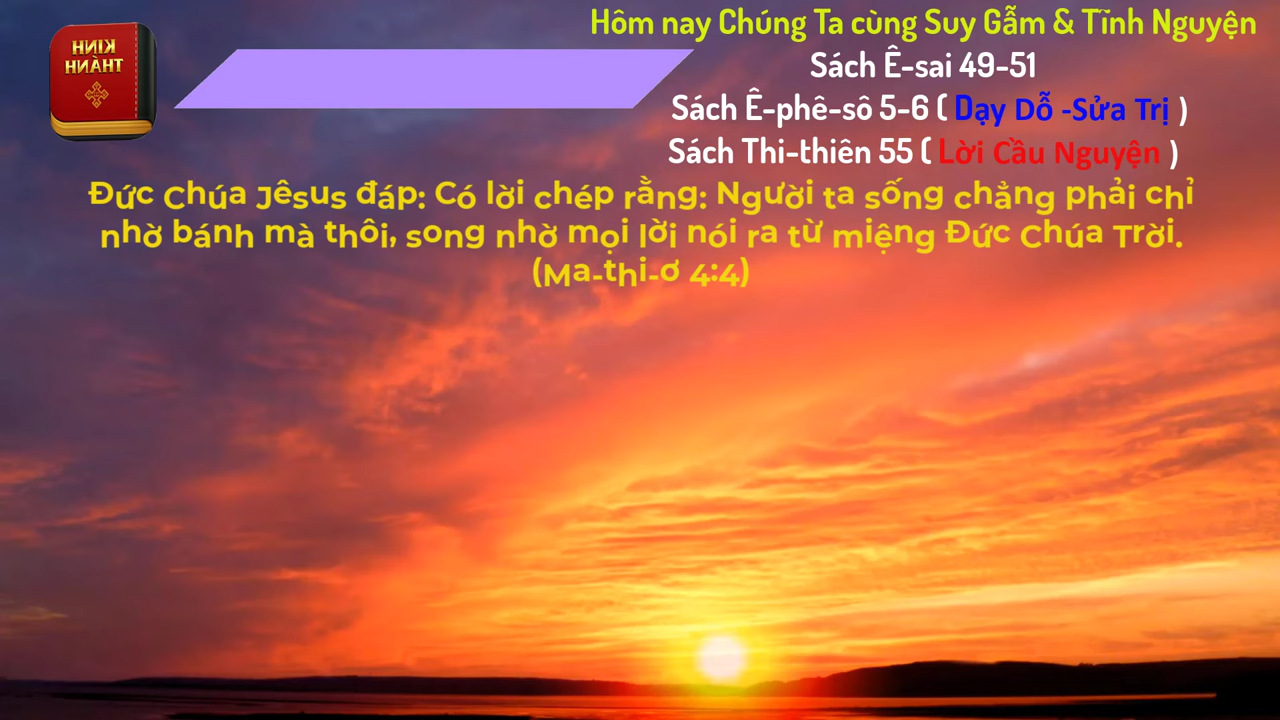 KINH
THÀNH
Hôm nay Chúng Ta cùng Suy Gẫm & Tĩnh Nguyện
Sách Ê-sai 49-51
Sách Ê-phê-sô 5-6 ( Dạy Dỗ -Sửa Trị )
Sách Thi-thiên 55 ( Lời Cầu Nguyện )
Đức Chúa Jêsus đáp: Có lời chép rằng: Người ta sống chẳng phải chỉ
nhờ bánh mà thôi, song nhờ mọi lời nói ra từ miệng Đức Chúa Trời.
(Ma-thi-ơ 4:4)